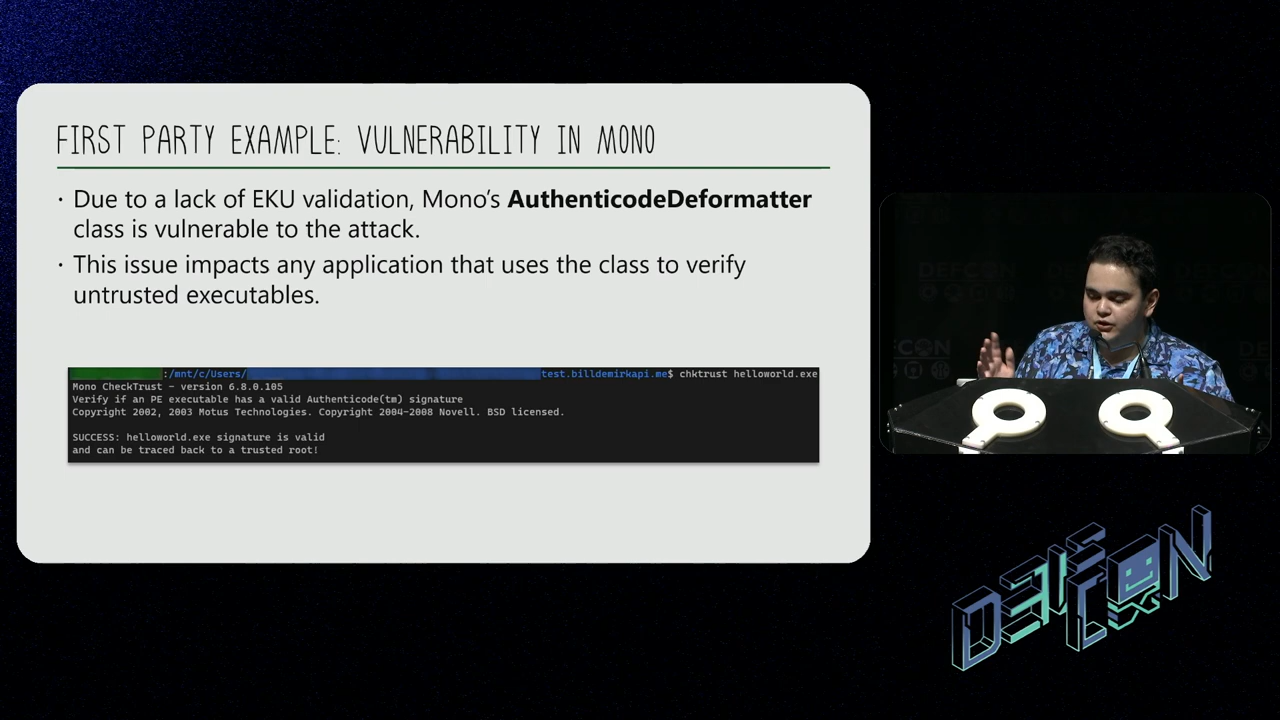 FIRST PARTY EXAMPLE: VULNERABILITY IN MONO
· Due to a lack of EKU validation, Mono's AuthenticodeDeformatter
class is vulnerable to the attack.
· This issue impacts any application that uses the class to verify
untrusted executables.
:/mnt/c/Users/ test.billdemirkapi.me$ chktrust helloworld.exe
Mono CheckTrust - version 6.8.0.105
Verify if an PE executable has a valid Authenticode(tm) signature
Copyright 2002, 2003 Motus Technologies. Copyright 2004-2008 Novell. BSD licensed.
SUCCESS: helloworld.exe signature is valid
and can be traced back to a trusted root!
DEFCON
CON
DEF CON